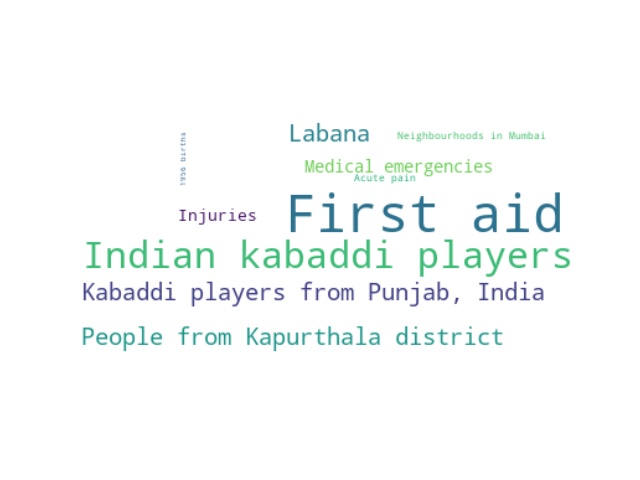 Labana
Neighbourhoods in Mumbai
1956 births
Medical emergencies
Acute pain
Injuries
First aid
Indian kabaddi players
Kabaddi players from Punjab, India
People from Kapurthala district